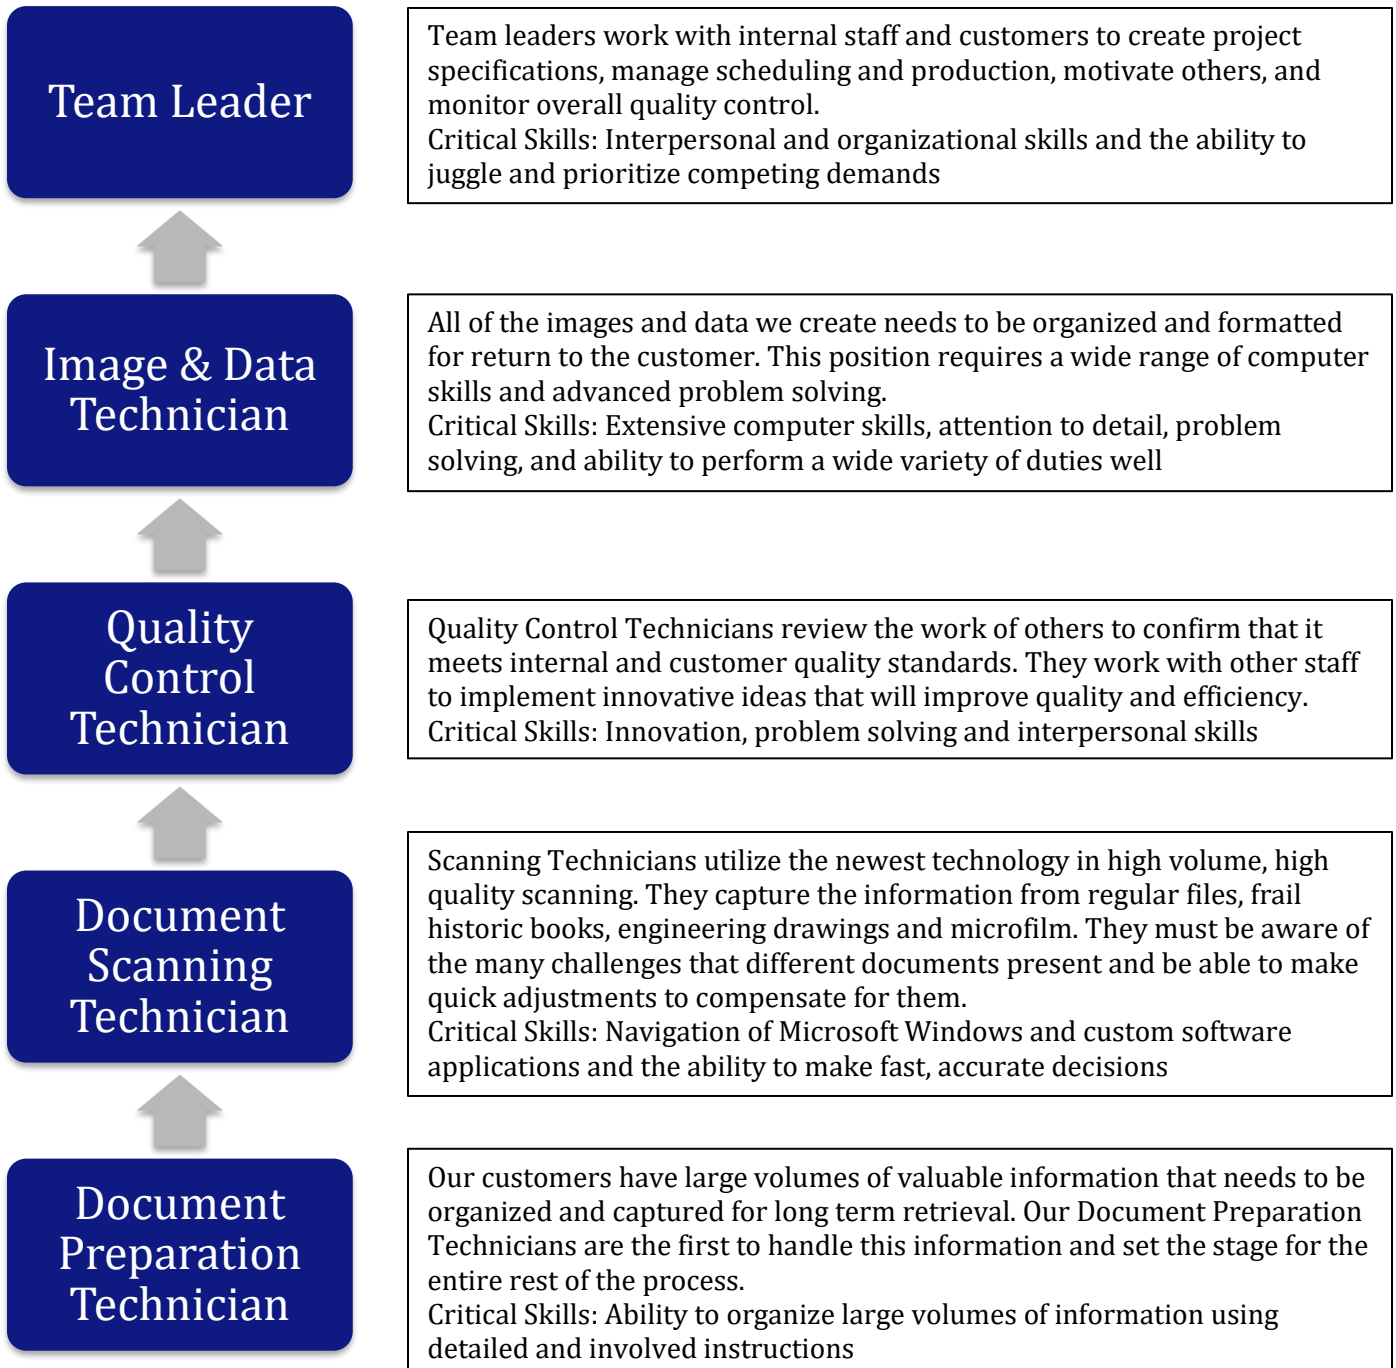 Team Leader
Team leaders work with internal staff and customers to create project
specifications, manage scheduling and production, motivate others, and
monitor overall quality control.
Critical Skills: Interpersonal and organizational skills and the ability to
juggle and prioritize competing demands
Image & Data
Technician
All of the images and data we create needs to be organized and formatted
for return to the customer. This position requires a wide range of computer
skills and advanced problem solving.
Critical Skills: Extensive computer skills, attention to detail, problem
solving, and ability to perform a wide variety of duties well
Quality
Control
Technician
Quality Control Technicians review the work of others to confirm that it
meets internal and customer quality standards. They work with other staff
to implement innovative ideas that will improve quality and efficiency.
Critical Skills: Innovation, problem solving and interpersonal skills
Document
Scanning
Technician
Scanning Technicians utilize the newest technology in high volume, high
quality scanning. They capture the information from regular files, frail
historic books, engineering drawings and microfilm. They must be aware of
the many challenges that different documents present and be able to make
quick adjustments to compensate for them.
Critical Skills: Navigation of Microsoft Windows and custom software
applications and the ability to make fast, accurate decisions
Document
Preparation
Technician
Our customers have large volumes of valuable information that needs to be
organized and captured for long term retrieval. Our Document Preparation
Technicians are the first to handle this information and set the stage for the
entire rest of the process.
Critical Skills: Ability to organize large volumes of information using
detailed and involved instructions